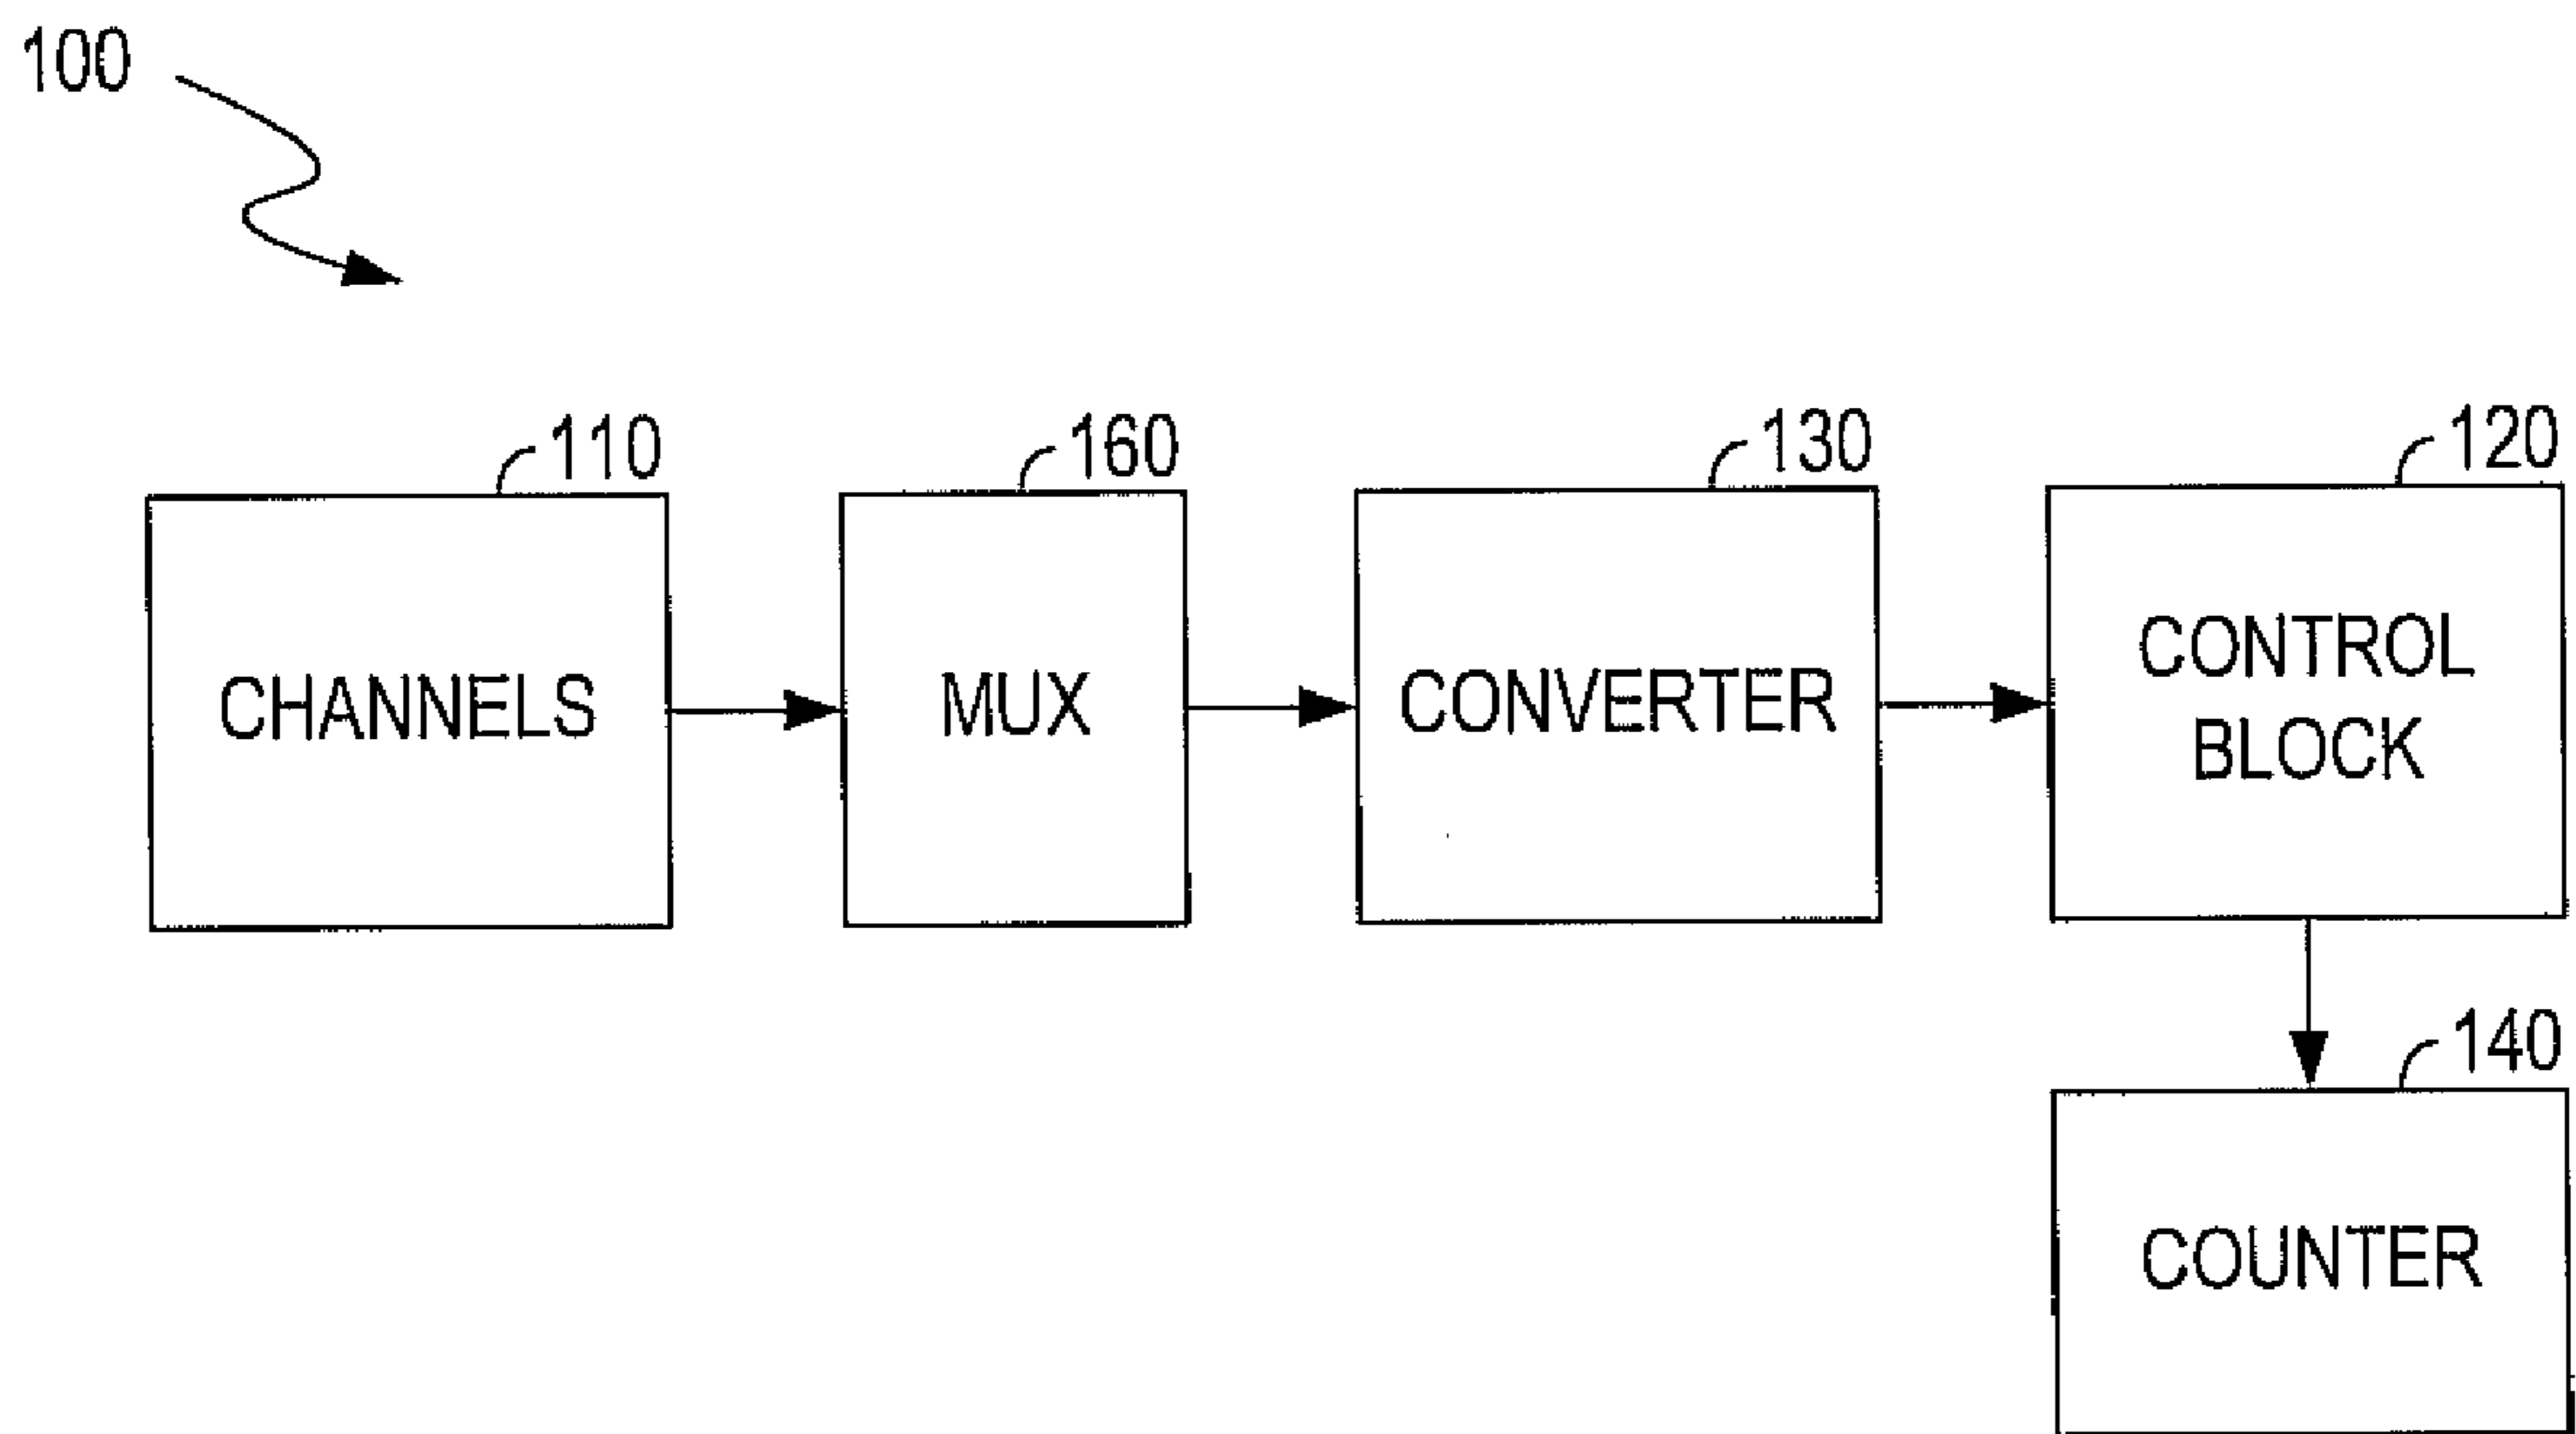 100
110
160
130
120
CHANNELS
MUX
CONVERTER
CONTROL
BLOCK
140
COUNTER